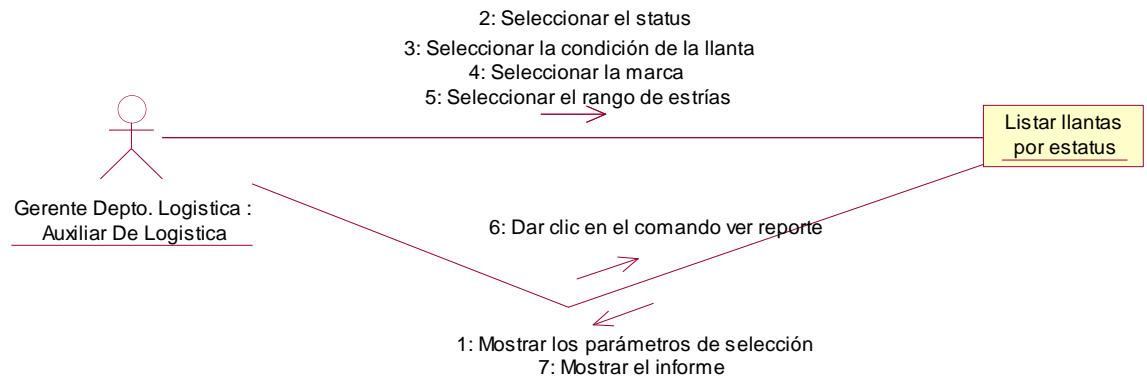 2: Seleccionar el status
3: Seleccionar la condición de la llanta
4: Seleccionar la marca
5: Seleccionar el rango de estrías
Listar llantas
por estatus
Gerente Depto. Logistica :
Auxiliar De Logistica
6: Dar clic en el comando ver reporte
1: Mostrar los parámetros de selección
7: Mostrar el informe